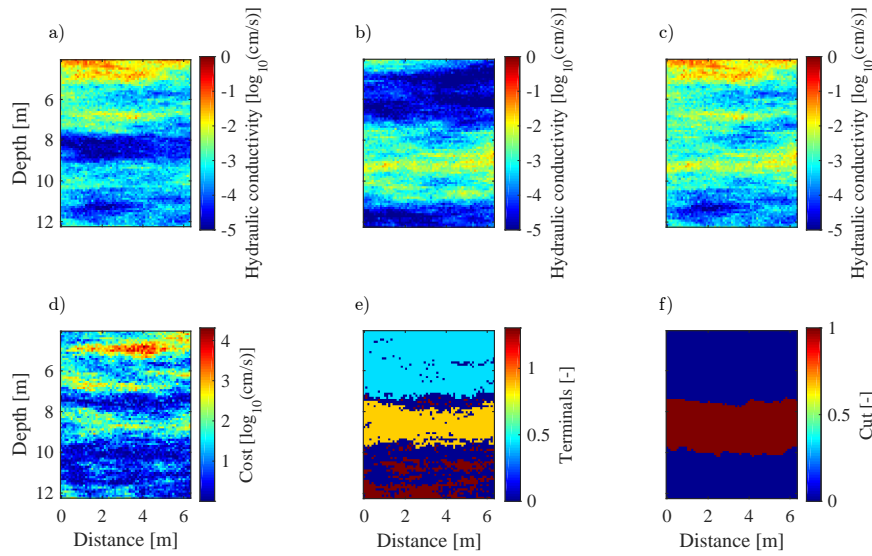 a)
b)
c)
0
-1
-2
-3
-4
-5
Hydraulic conductivity [log10(cm/s)]
0
-1
-2
-3
-4
-5
Hydraulic conductivity [log10(cm/s)]
0
-1
-2
-3
-4
-5
Hydraulic conductivity [log10(cm/s)]
Depth [m]
6
8
10
12
d)
e)
f)
Depth [m]
6
8
10
12
0
2
4
6
Distance [m]
4
3
2
1
Cost [log10(cm/s)]
0
2
4
6
Distance [m]
1
0.5
0
Terminals [-]
0
2
4
6
Distance [m]
1
0.5
0
Cut [-]